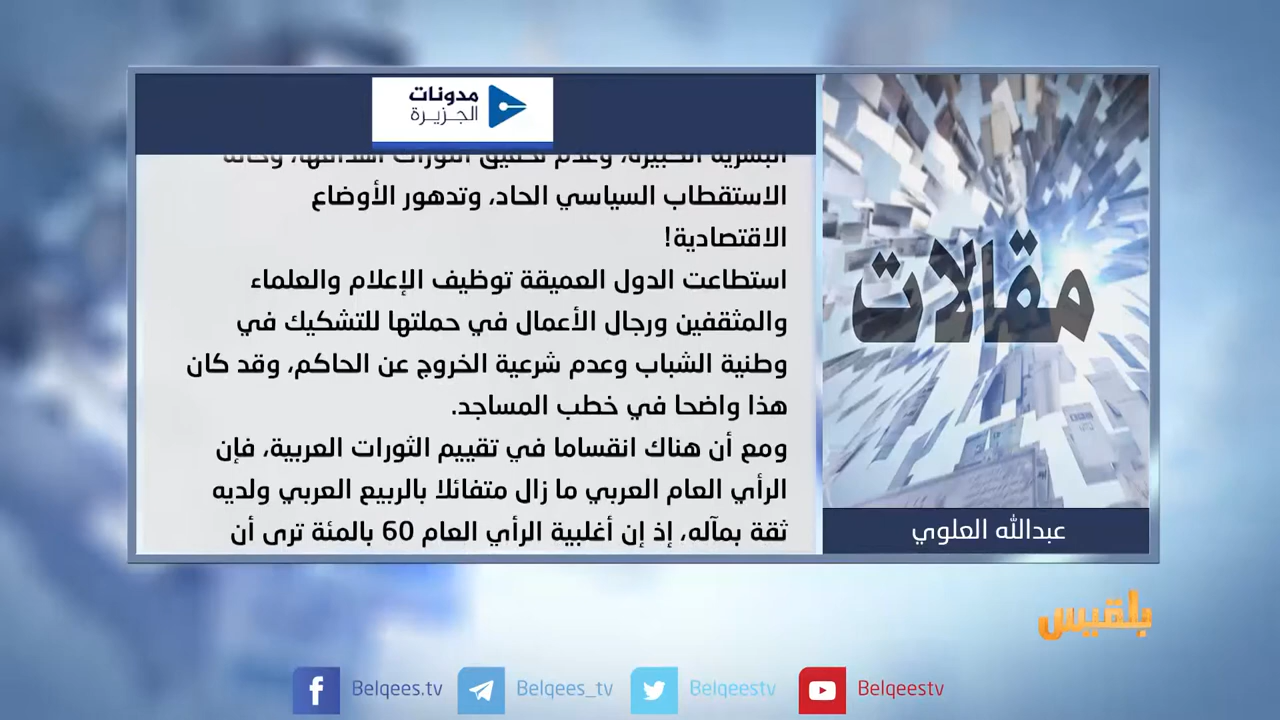 مدونات
الجزيرة
الاستقطاب السياسي الحاد، وتدهور الأوضاع
الاقتصادية!
استطاعت الدول العميقة توظيف الإعلام والعلماء
والمثقفين ورجال الأعمال في حملتها للتشكيك في
وطنية الشباب وعدم شرعية الخروج عن الحاكم، وقد كان
هذا واضحا في خطب المساجد.
ومع أن هناك انقساما في تقييم الثورات العربية، فإن
الرأي العام العربي ما زال متفائلا بالربيع العربي ولديه
ثقة بمآله، إذ إن أغلبية الرأي العام 60 بالمئة ترى أن
مقالات
عبدالله العلوي
بلقيس
Belqees.tv
Belqees_tv
Belqeestv
Belqeestv